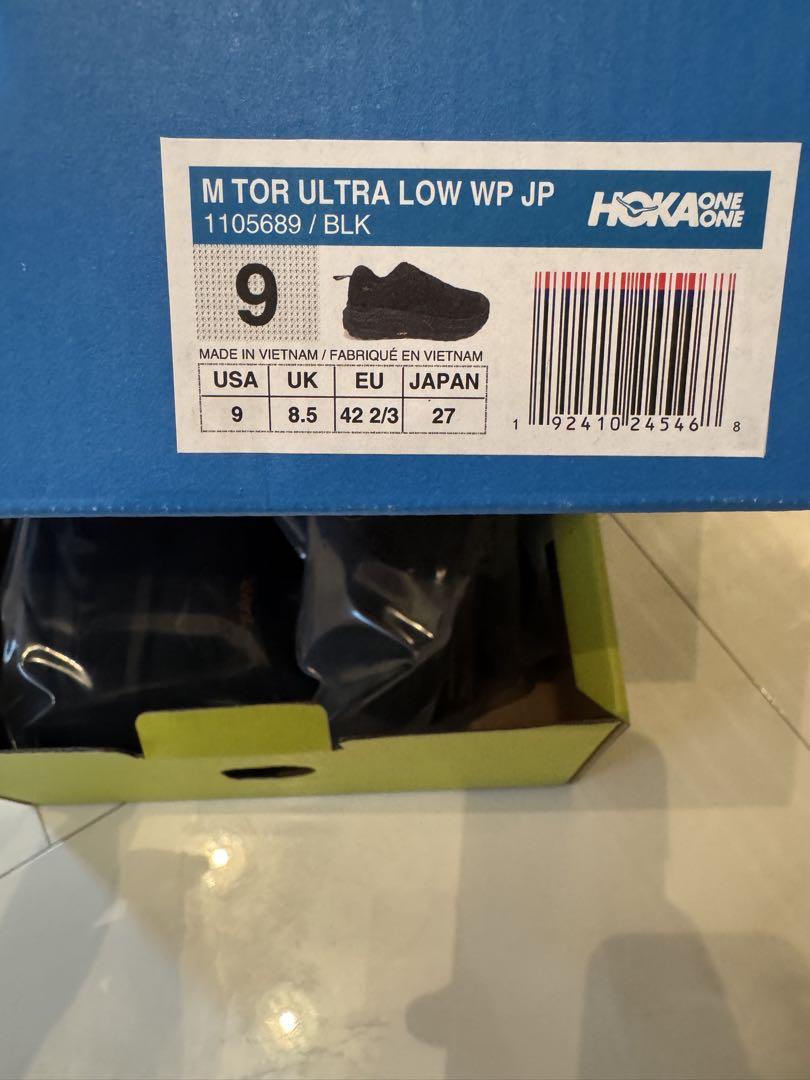 M TOR ULTRA LOW WP JP
1105689 / BLK
HOKA ONE ONE
9
MADE IN VIETNAM / FABRIQUÉ EN VIETNAM
USA UK EU JAPAN
9 8.5 42 2/3 27
1 92410 24546 8